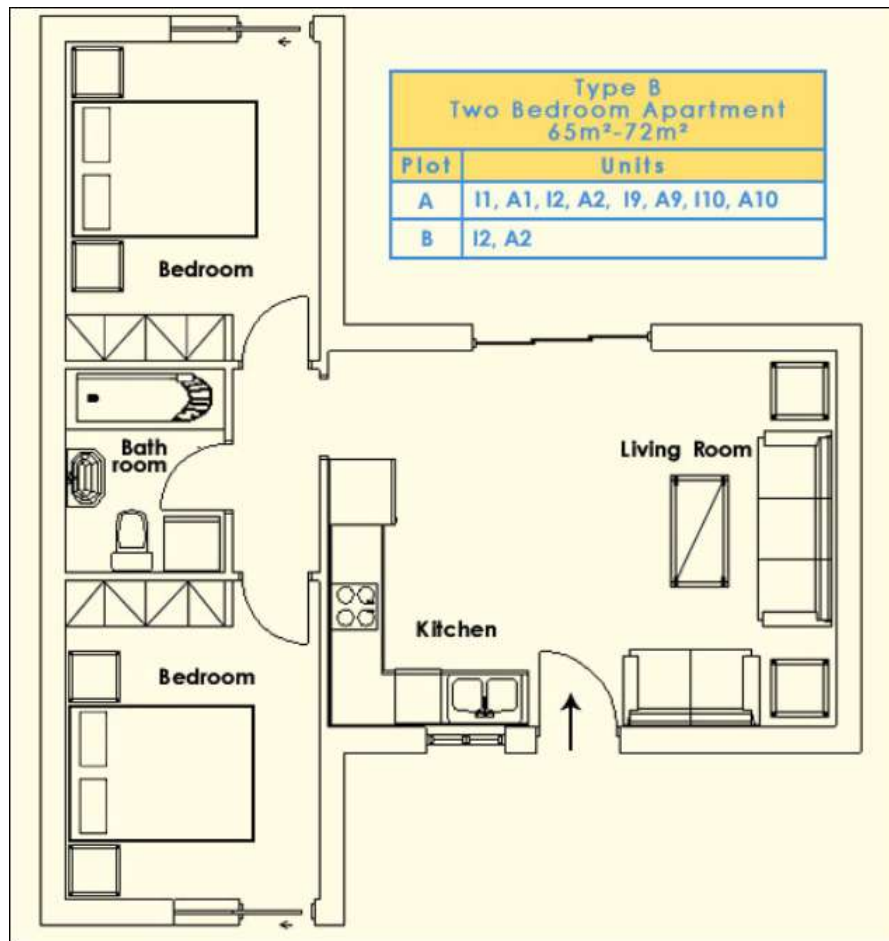 Type B
Two Bedroom Apartment
65m²-72m²
Plot Units
A I1, A1, I2, A2, I9, A9, I10, A10
B I2, A2
Bedroom
Bath
room
Living Room
Kitchen
Bedroom